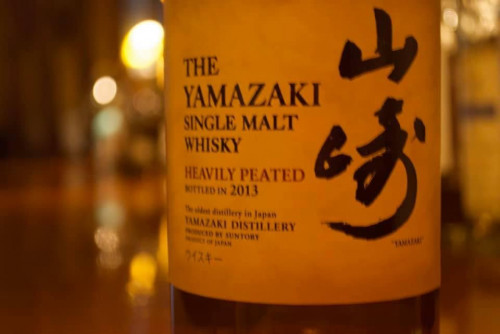 THE
YAMAZAKI
SINGLE MALT
WHISKY
HEAVILY PEATED
BOTTLED IN 2013
The oldest distillery in Japan
YAMAZAKI DISTILLERY
PRODUCED BY SUNTORY
PRODUCT OF JAPAN
ウイスキー
山崎
"YAMAZAKI"